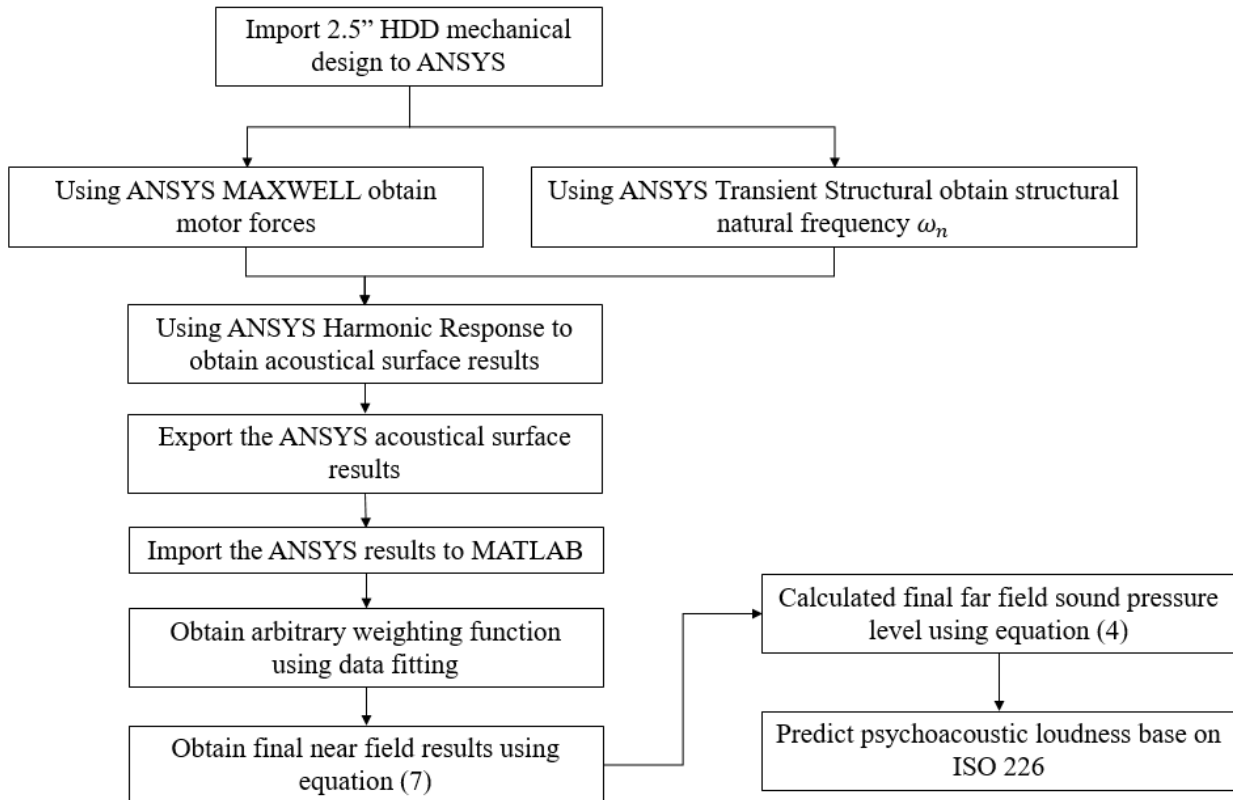 Import 2.5” HDD mechanical
design to ANSYS
Using ANSYS MAXWELL obtain
motor forces
Using ANSYS Transient Structural obtain structural
natural frequency ωₙ
Using ANSYS Harmonic Response to
obtain acoustical surface results
Export the ANSYS acoustical surface
results
Import the ANSYS results to MATLAB
Obtain arbitrary weighting function
using data fitting
Obtain final near field results using
equation (7)
Calculated final far field sound pressure
level using equation (4)
Predict psychoacoustic loudness base on
ISO 226